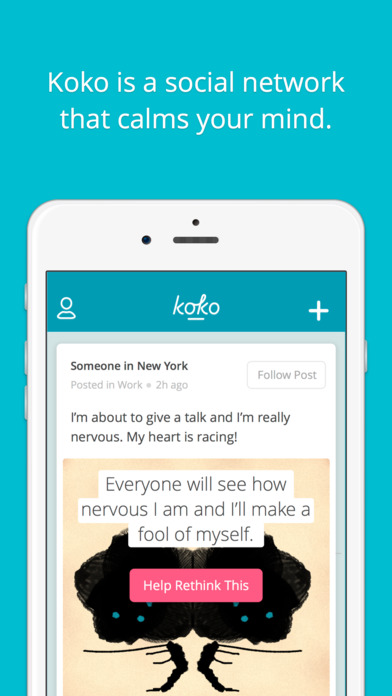 Koko is a social network
that calms your mind.
koko
Someone in New York
Posted in Work • 2h ago
Follow Post
I'm about to give a talk and I'm really
nervous. My heart is racing!
Everyone will see how
nervous I am and I'll make a
fool of myself.
Help Rethink This